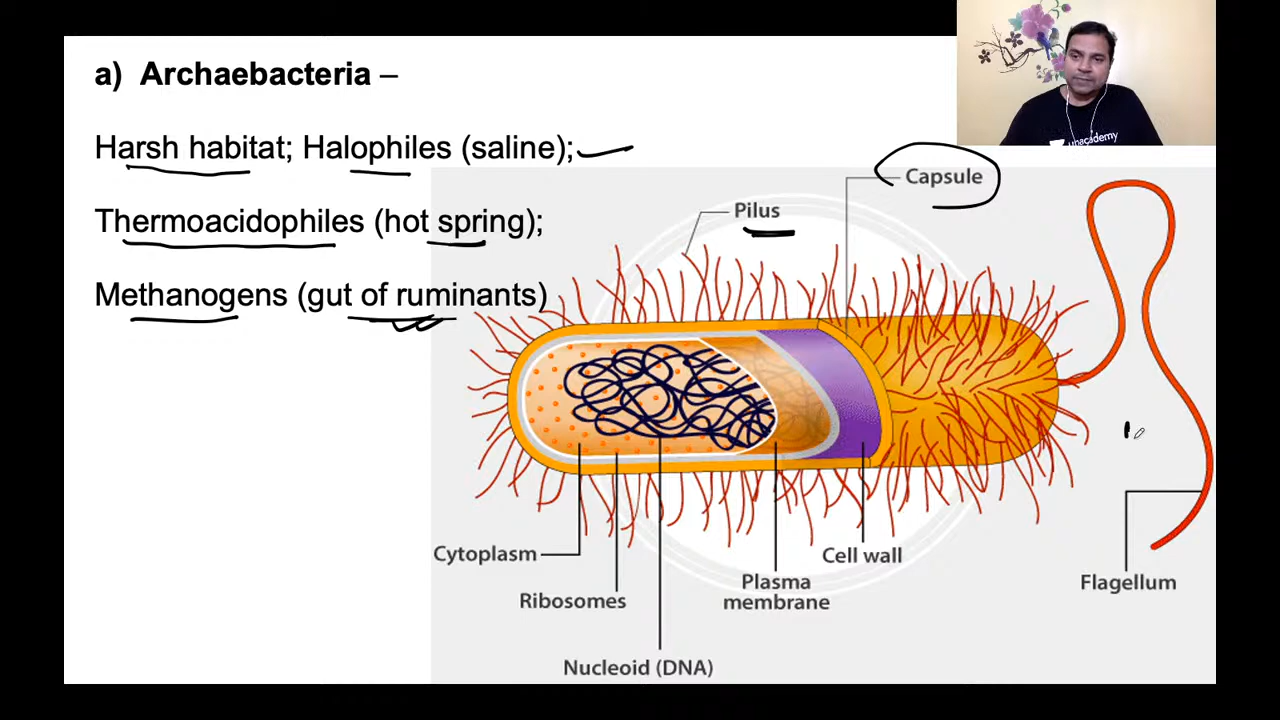 a) Archaebacteria –
Harsh habitat; Halophiles (saline);
Thermoacidophiles (hot spring);
Methanogens (gut of ruminants)
unacademy
Capsule
Pilus
Cytoplasm
Cell wall
Ribosomes
Plasma
membrane
Flagellum
Nucleoid (DNA)